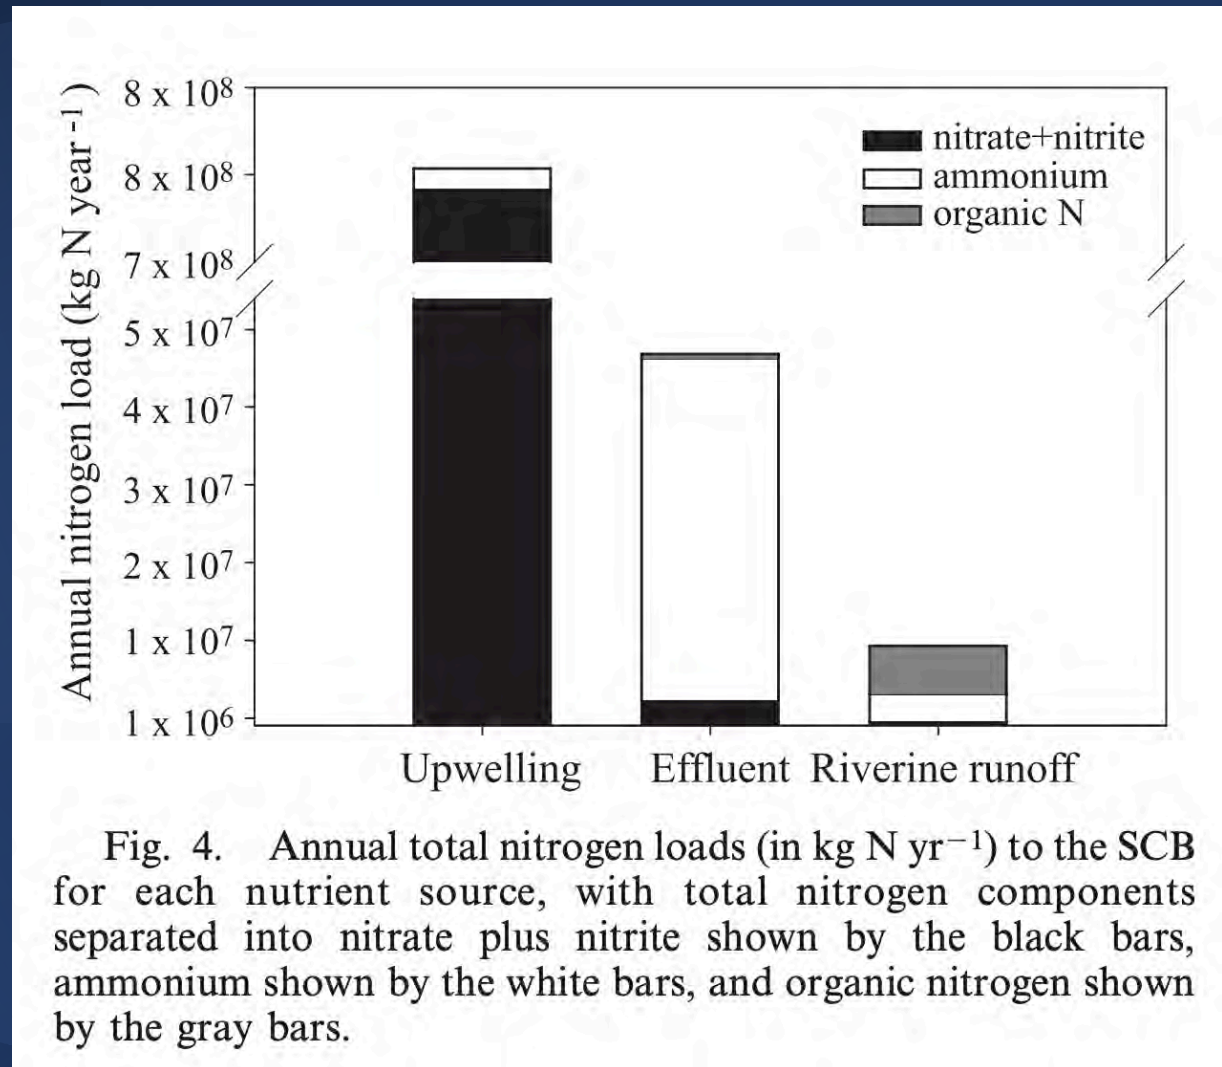 Annual nitrogen load (kg N year⁻¹)
8 x 10⁸
8 x 10⁸
7 x 10⁸
5 x 10⁷
4 x 10⁷
3 x 10⁷
2 x 10⁷
1 x 10⁷
1 x 10⁶
nitrate+nitrite
ammonium
organic N
Upwelling Effluent Riverine runoff
Fig. 4. Annual total nitrogen loads (in kg N yr⁻¹) to the SCB
for each nutrient source, with total nitrogen components
separated into nitrate plus nitrite shown by the black bars,
ammonium shown by the white bars, and organic nitrogen shown
by the gray bars.